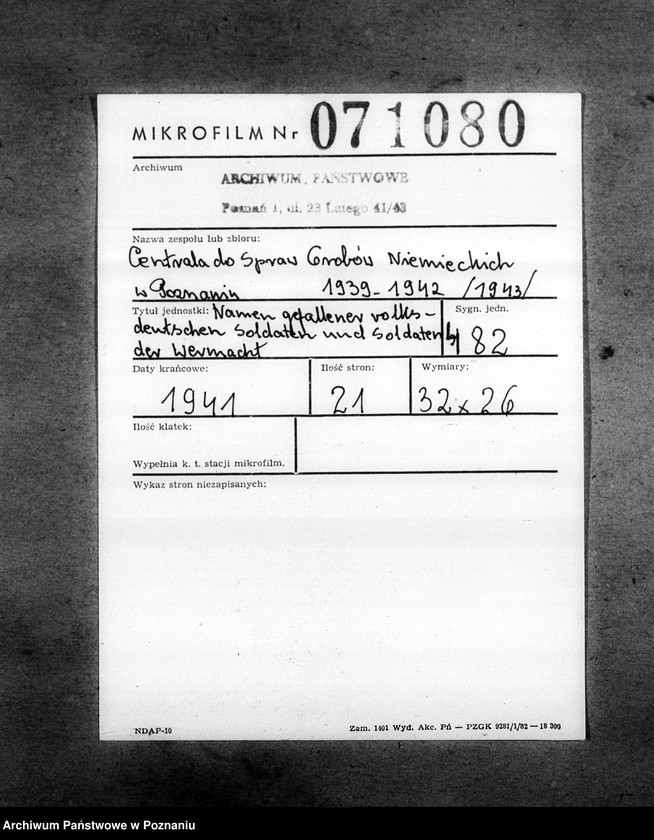 MIKROFILM Nr 071080
Archiwum
ARCHIWUM PAŃSTWOWE
Poznań 1, ul. 23 Lutego 41/43
Nazwa zespołu lub zbioru:
Centrala do Spraw Grobów Niemieckich
w Poznaniu 1939-1942 /1943/
Tytuł jednostki: Namen gefallener volks-
deutschen Soldaten und Soldaten
der Wermacht
Sygn. jedn.
82
Daty krańcowe:
1941
Ilość stron:
21
Wymiary:
32 x 26
Ilość klatek:
Wypełnia k. t. stacji mikrofilm.
Wykaz stron niezapisanych:
NDAP-10
Zam. 1401 Wyd. Akc. Pń — PZGK 9281/1/82 — 18 300
Archiwum Państwowe w Poznaniu